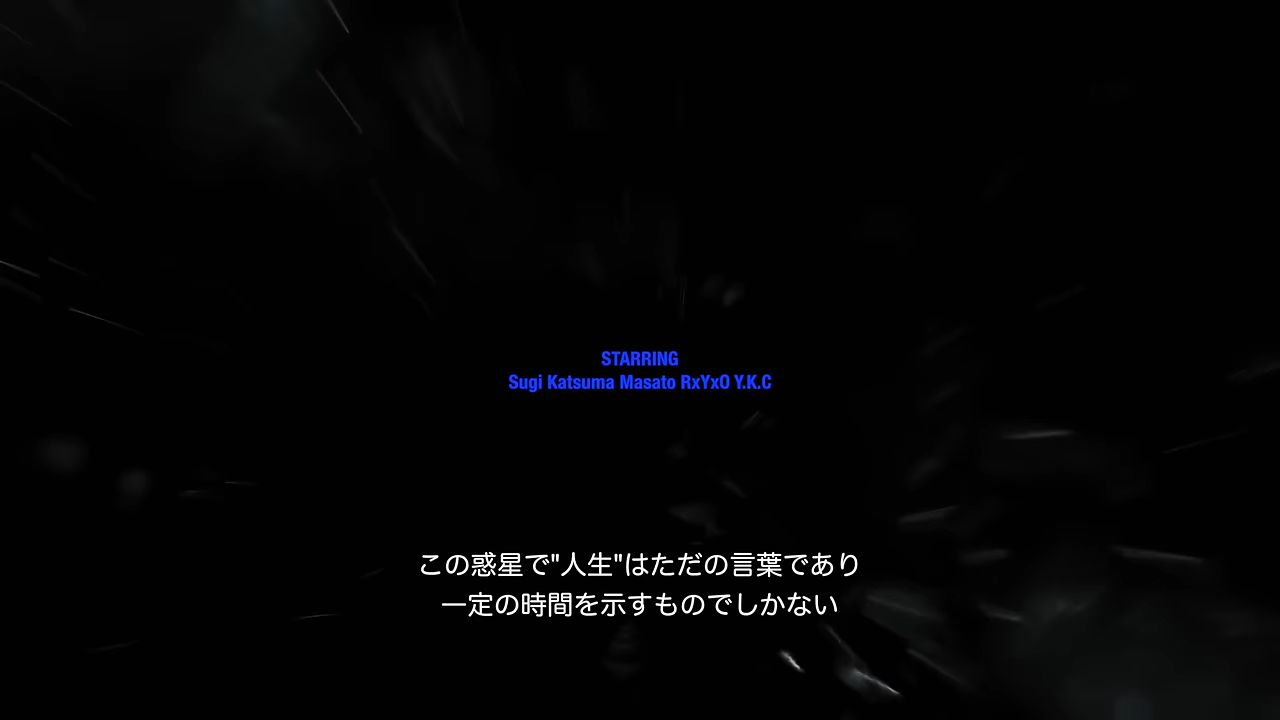 STARRING
Sugi Katsuma Masato RxYxO Y.K.C
この惑星で"人生"はただの言葉であり
一定の時間を示すものでしかない